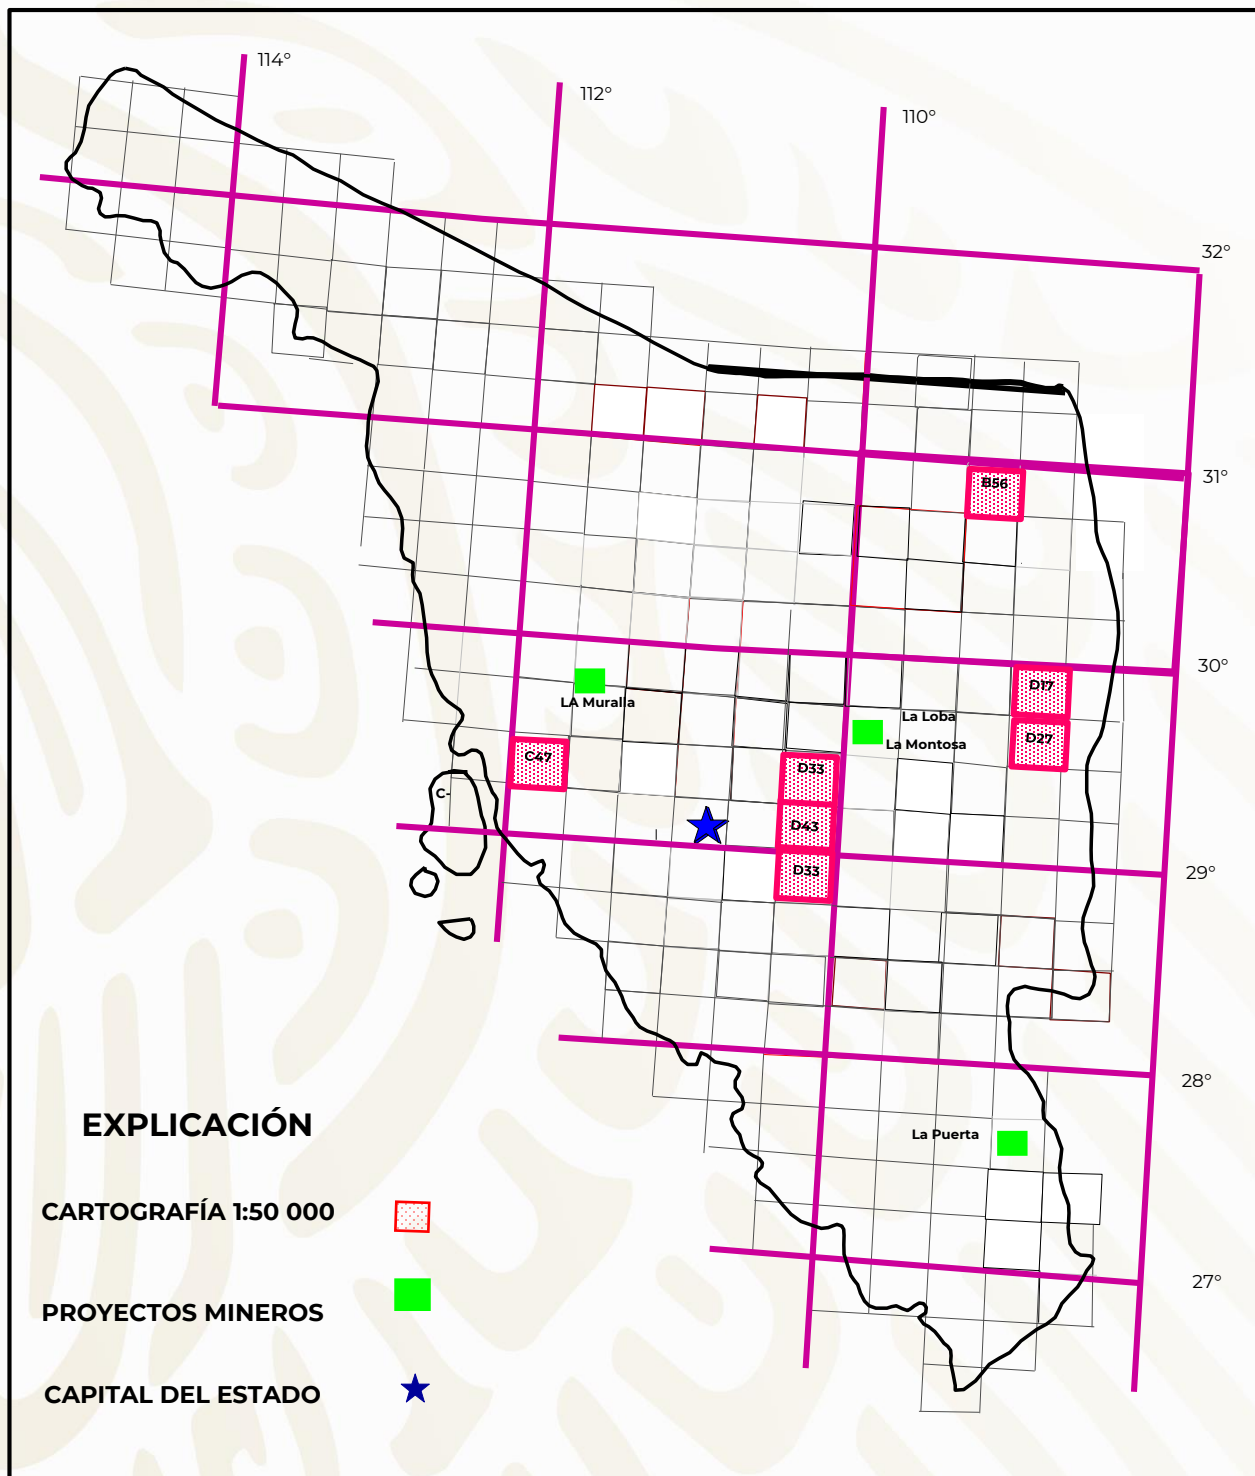 114°
112°
110°
32°
31°
B56
30°
D17
LA Muralla
La Loba
D27
La Montosa
C47
D33
C-
D43
29°
D33
28°
EXPLICACIÓN
La Puerta
CARTOGRAFÍA 1:50 000
27°
PROYECTOS MINEROS
CAPITAL DEL ESTADO